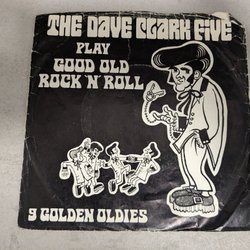 THE DAVE CLARK FIVE
PLAY
GOOD OLD
ROCK 'N' ROLL
9 GOLDEN OLDIES